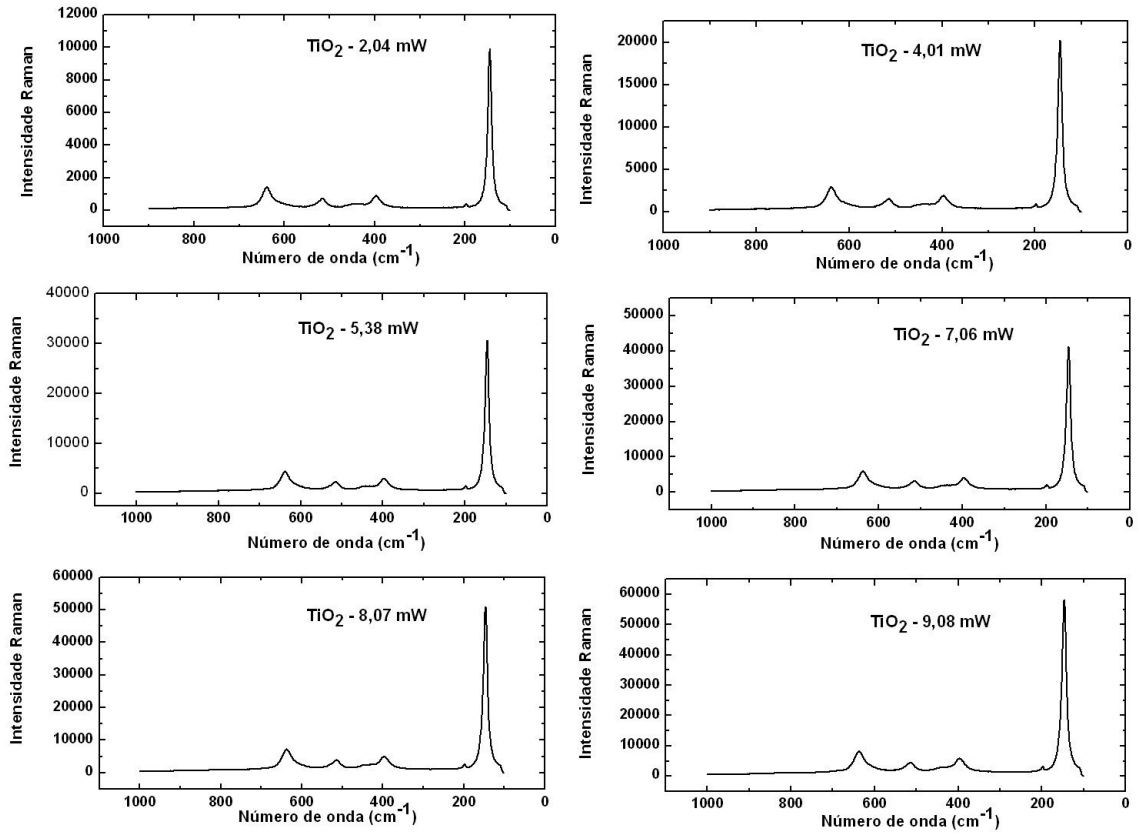 Intensidade Raman
12000
10000
8000
6000
4000
2000
0
TiO2 - 2,04 mW
1000 800 600 400 200 0
Número de onda (cm-1)
Intensidade Raman
20000
15000
10000
5000
0
TiO2 - 4,01 mW
1000 800 600 400 200 0
Número de onda (cm-1)
Intensidade Raman
40000
30000
20000
10000
0
TiO2 - 5,38 mW
1000 800 600 400 200 0
Número de onda (cm-1)
Intensidade Raman
50000
40000
30000
20000
10000
0
TiO2 - 7,06 mW
1000 800 600 400 200 0
Número de onda (cm-1)
Intensidade Raman
60000
50000
40000
30000
20000
10000
0
TiO2 - 8,07 mW
1000 800 600 400 200 0
Número de onda (cm-1)
Intensidade Raman
60000
50000
40000
30000
20000
10000
0
TiO2 - 9,08 mW
1000 800 600 400 200 0
Número de onda (cm-1)